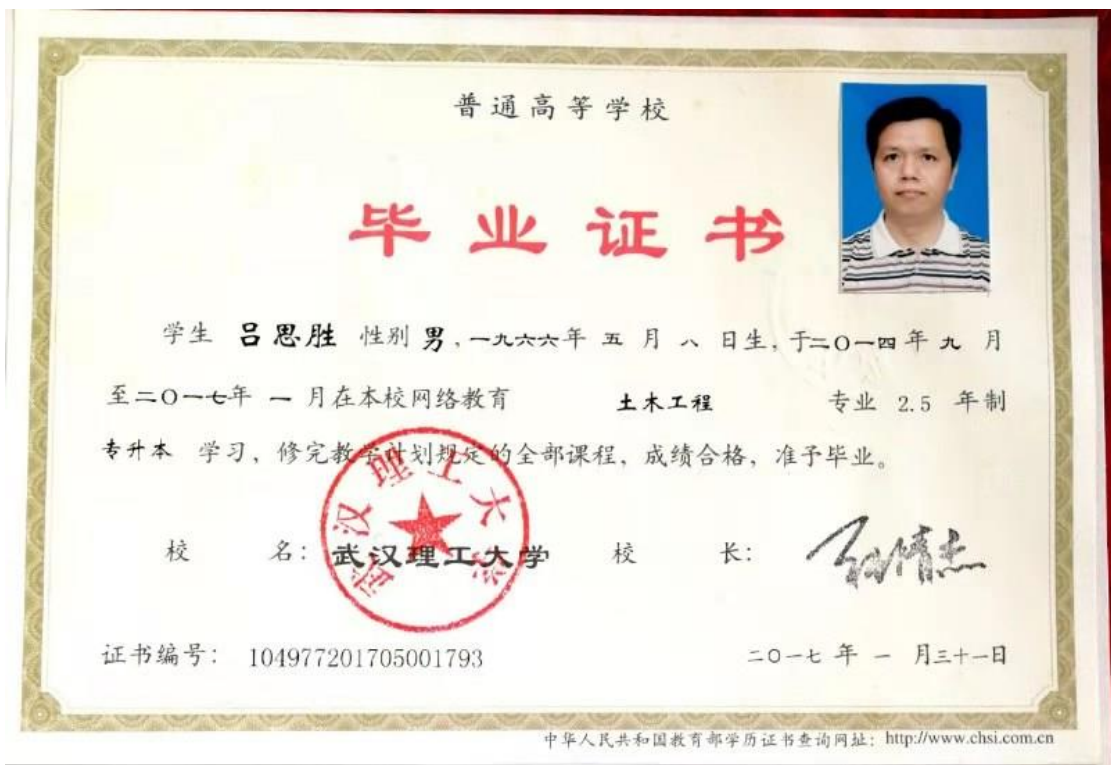 普通高等学校
毕业证书
学生 吕思胜 性别 男, 一九六六年 五 月 八 日生, 于二〇一四年 九 月
至二〇一七年 一 月在本校网络教育 土木工程 专业 2.5 年制
专升本 学习, 修完教学计划规定的全部课程, 成绩合格, 准予毕业。
校 名: 武汉理工大学 校 长:
武汉理工大学
证书编号: 104977201705001793 二〇一七 年 一 月三十一日
中华人民共和国教育部学历证书查询网址: http://www.chsi.com.cn